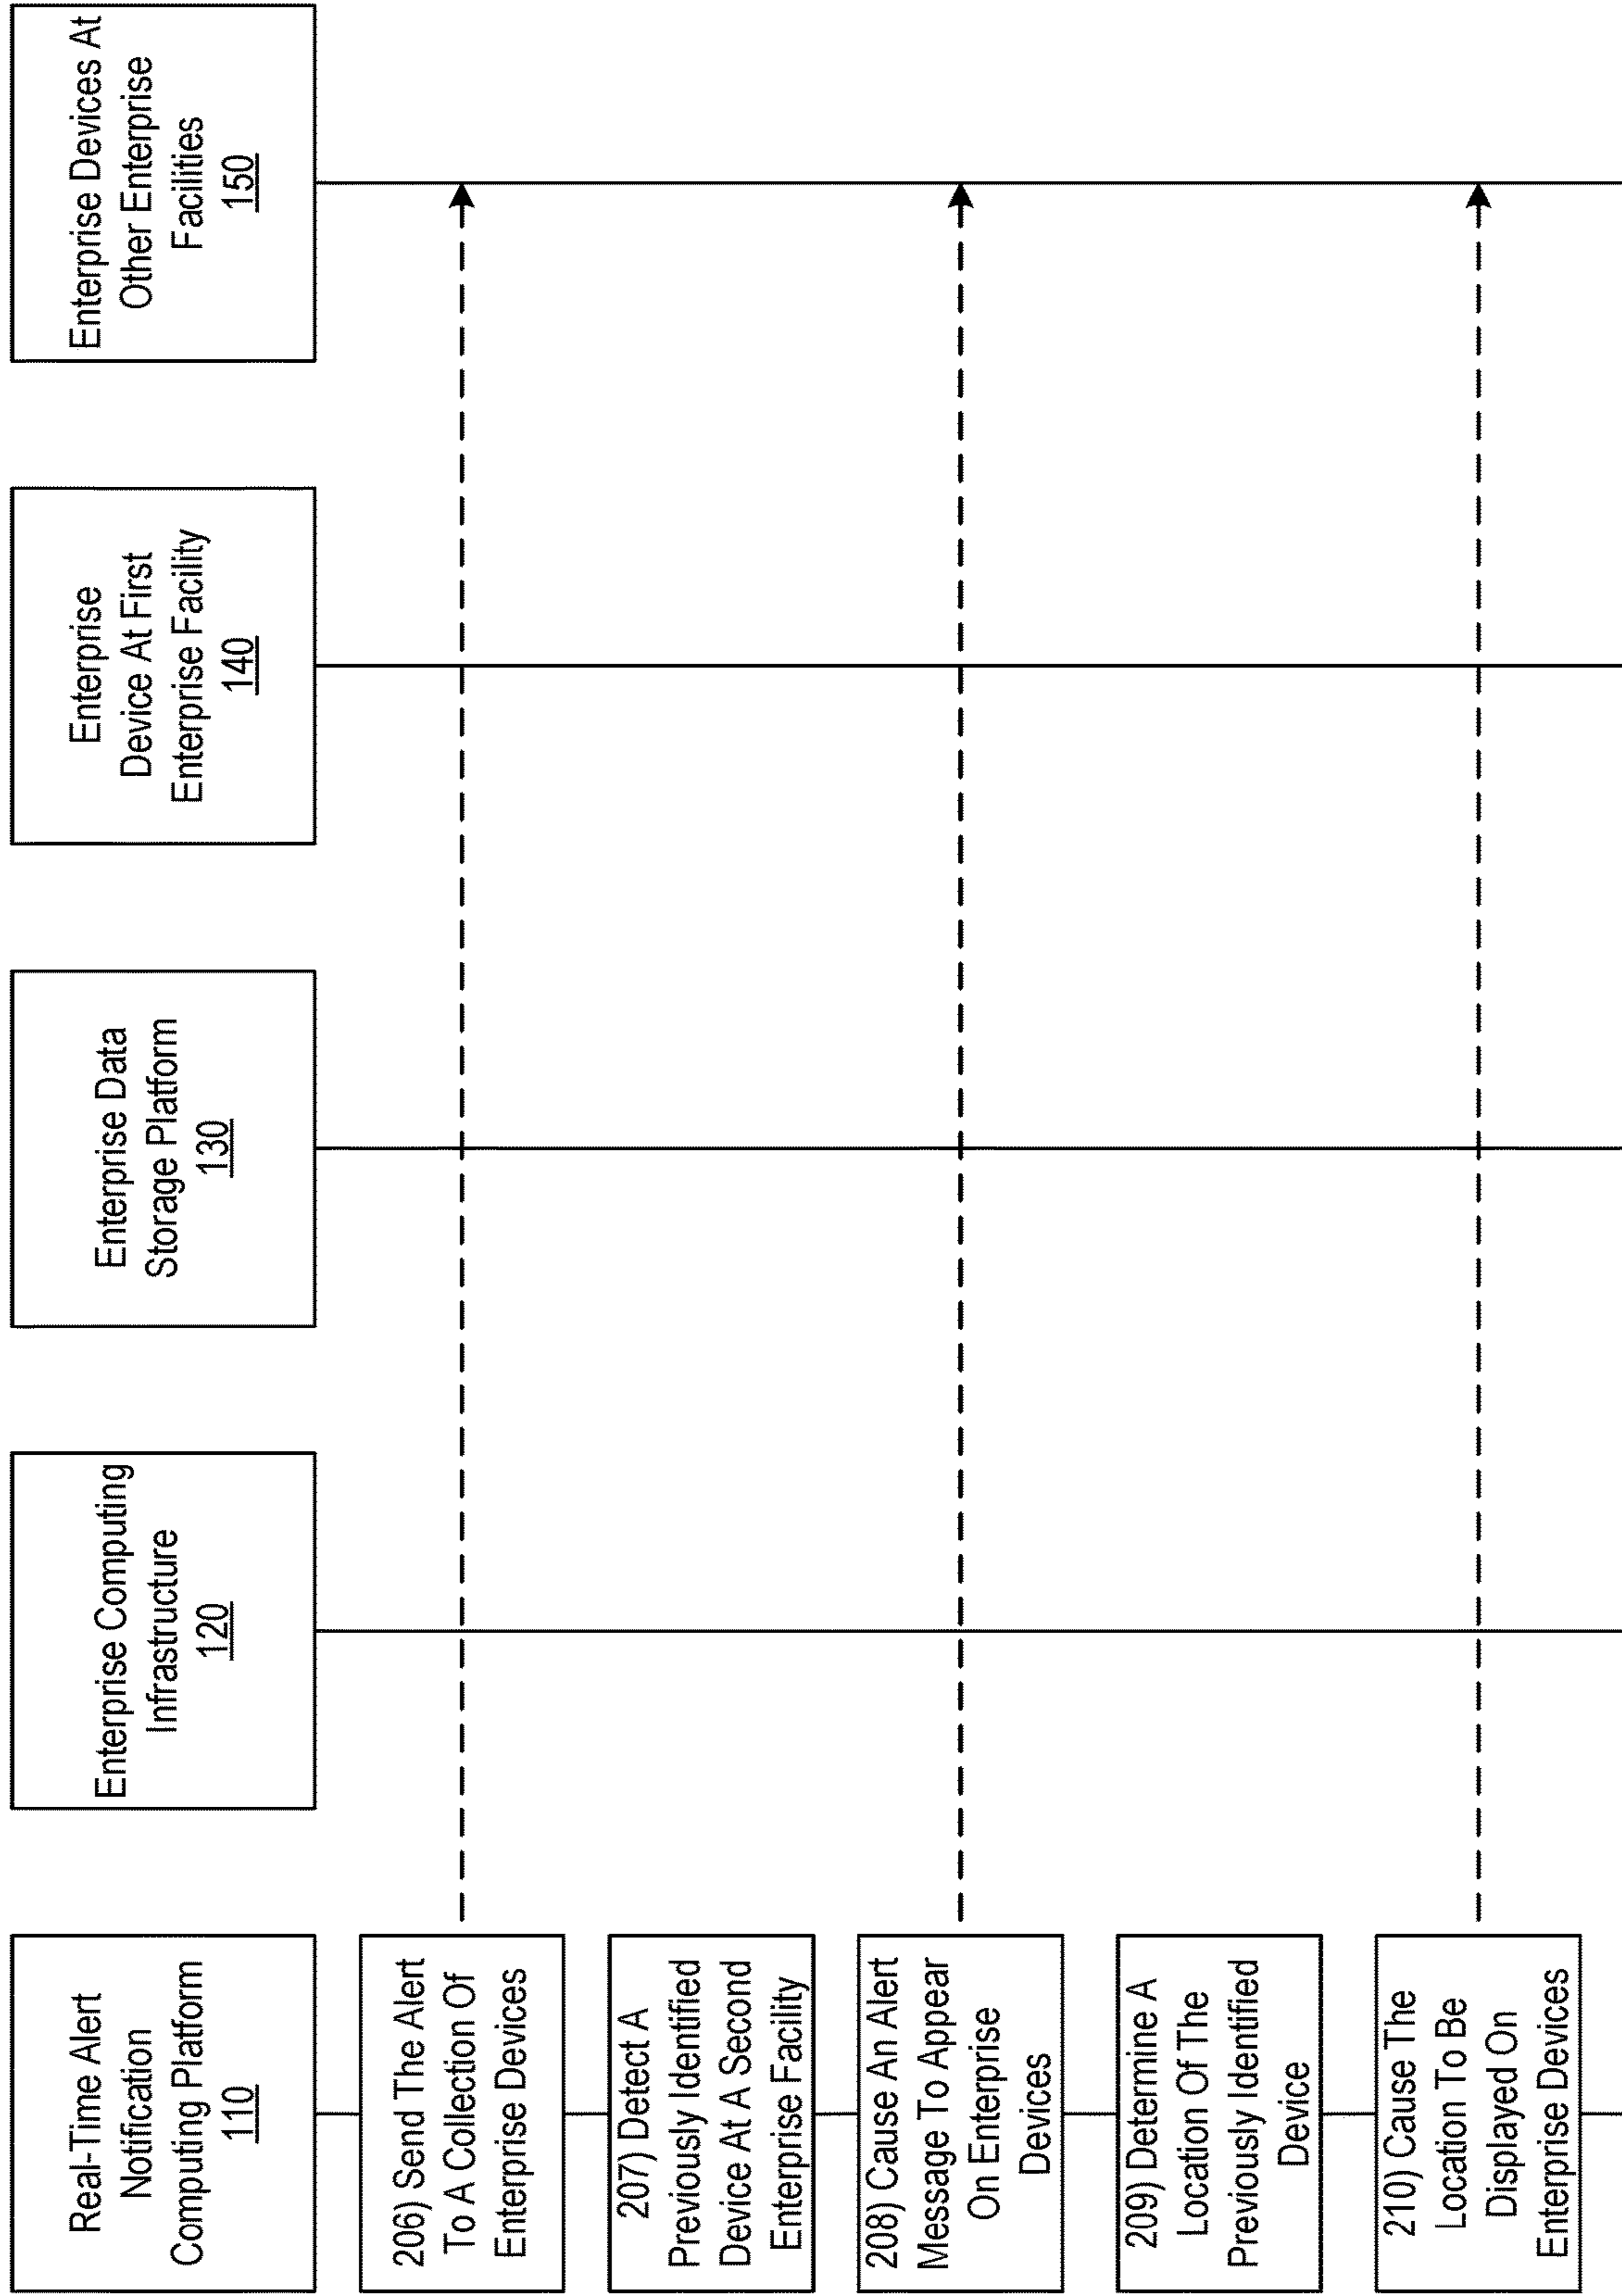 Real-Time Alert
Notification
Computing Platform
110
Enterprise Computing
Infrastructure
120
Enterprise Data
Storage Platform
130
Enterprise
Device At First
Enterprise Facility
140
Enterprise Devices At
Other Enterprise
Facilities
150
206) Send The Alert
To A Collection Of
Enterprise Devices
207) Detect A
Previously Identified
Device At A Second
Enterprise Facility
208) Cause An Alert
Message To Appear
On Enterprise
Devices
209) Determine A
Location Of The
Previously Identified
Device
210) Cause The
Location To Be
Displayed On
Enterprise Devices